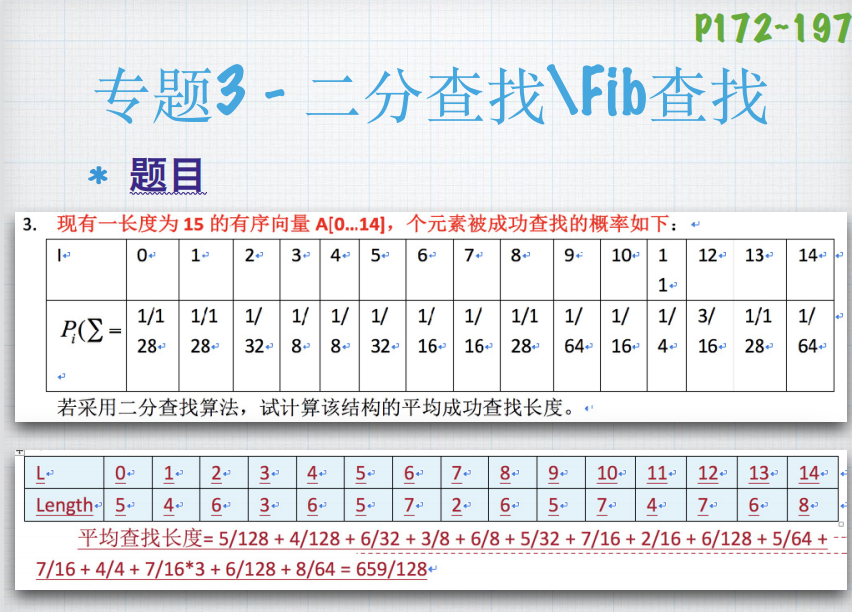 P172~197
专题3 - 二分查找\Fib查找
* 题目
3. 现有一长度为 15 的有序向量 A[0...14]，个元素被成功查找的概率如下：
I 0 1 2 3 4 5 6 7 8 9 10 11 12 13 14
Pi(∑ = 1/128 1/128 1/32 1/8 1/8 1/32 1/16 1/16 1/128 1/64 1/16 1/4 3/16 1/128 1/64
若采用二分查找算法，试计算该结构的平均成功查找长度。
L 0 1 2 3 4 5 6 7 8 9 10 11 12 13 14
Length 5 4 6 3 6 5 7 2 6 5 7 4 7 6 8
平均查找长度= 5/128 + 4/128 + 6/32 + 3/8 + 6/8 + 5/32 + 7/16 + 2/16 + 6/128 + 5/64 +
7/16 + 4/4 + 7/16*3 + 6/128 + 8/64 = 659/128